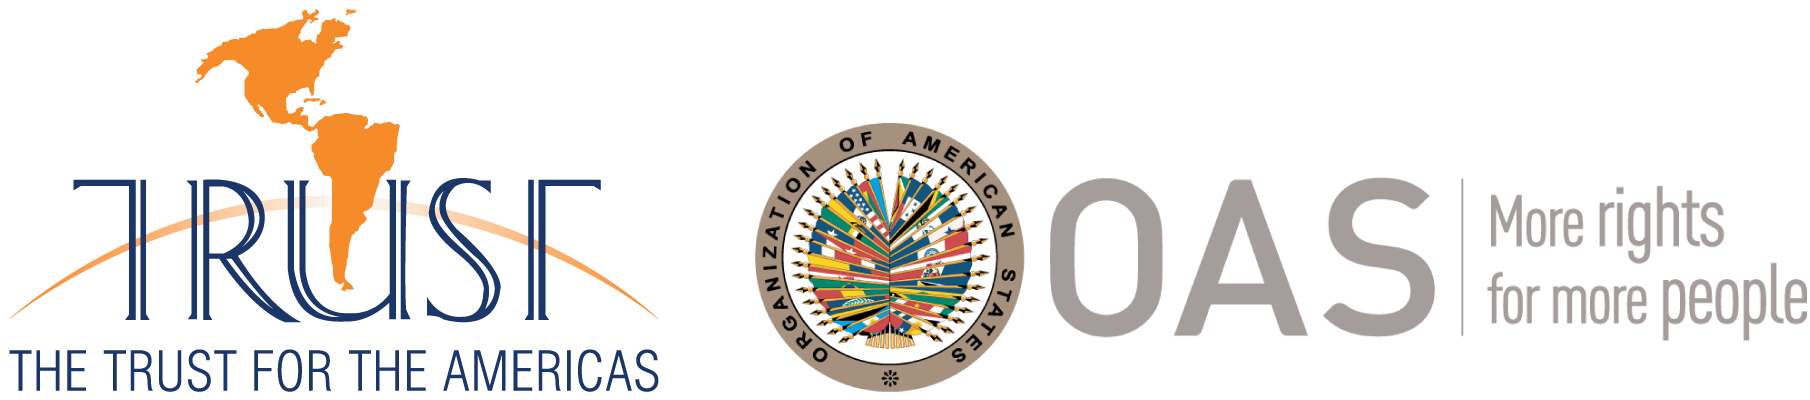 TRUST
THE TRUST FOR THE AMERICAS
ORGANIZATION OF AMERICAN STATES
OAS
More rights
for more people